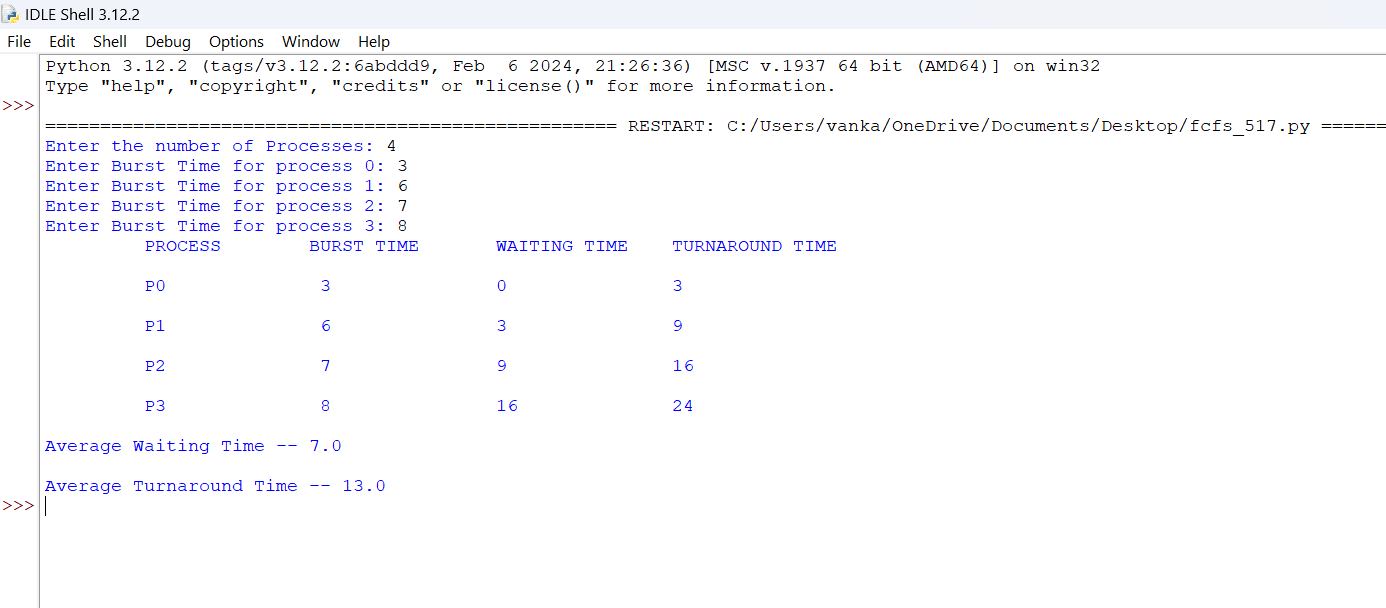 IDLE Shell 3.12.2
File Edit Shell Debug Options Window Help
Python 3.12.2 (tags/v3.12.2:6abddd9, Feb  6 2024, 21:26:36) [MSC v.1937 64 bit (AMD64)] on win32
Type "help", "copyright", "credits" or "license()" for more information.
>>>
==================================================== RESTART: C:/Users/vanka/OneDrive/Documents/Desktop/fcfs_517.py ======
Enter the number of Processes: 4
Enter Burst Time for process 0: 3
Enter Burst Time for process 1: 6
Enter Burst Time for process 2: 7
Enter Burst Time for process 3: 8
PROCESS BURST TIME WAITING TIME TURNAROUND TIME
P0 3 0 3
P1 6 3 9
P2 7 9 16
P3 8 16 24
Average Waiting Time -- 7.0
Average Turnaround Time -- 13.0
>>>